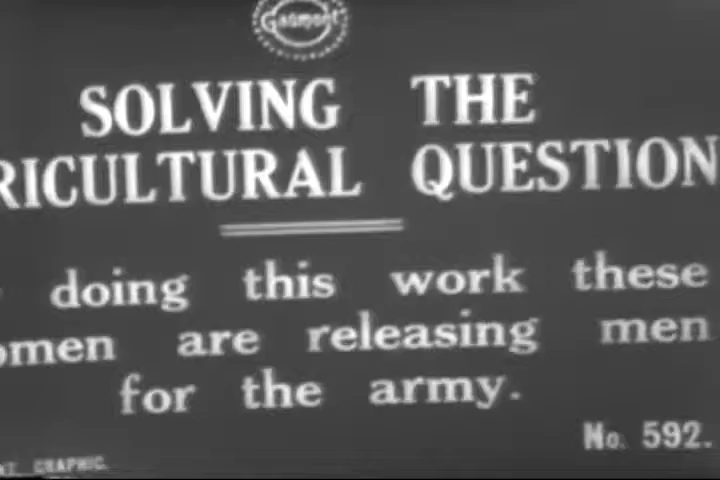 Gaumont
SOLVING THE
RICULTURAL QUESTION
doing this work these
omen are releasing men
for the army.
No. 592.
GRAPHIC.